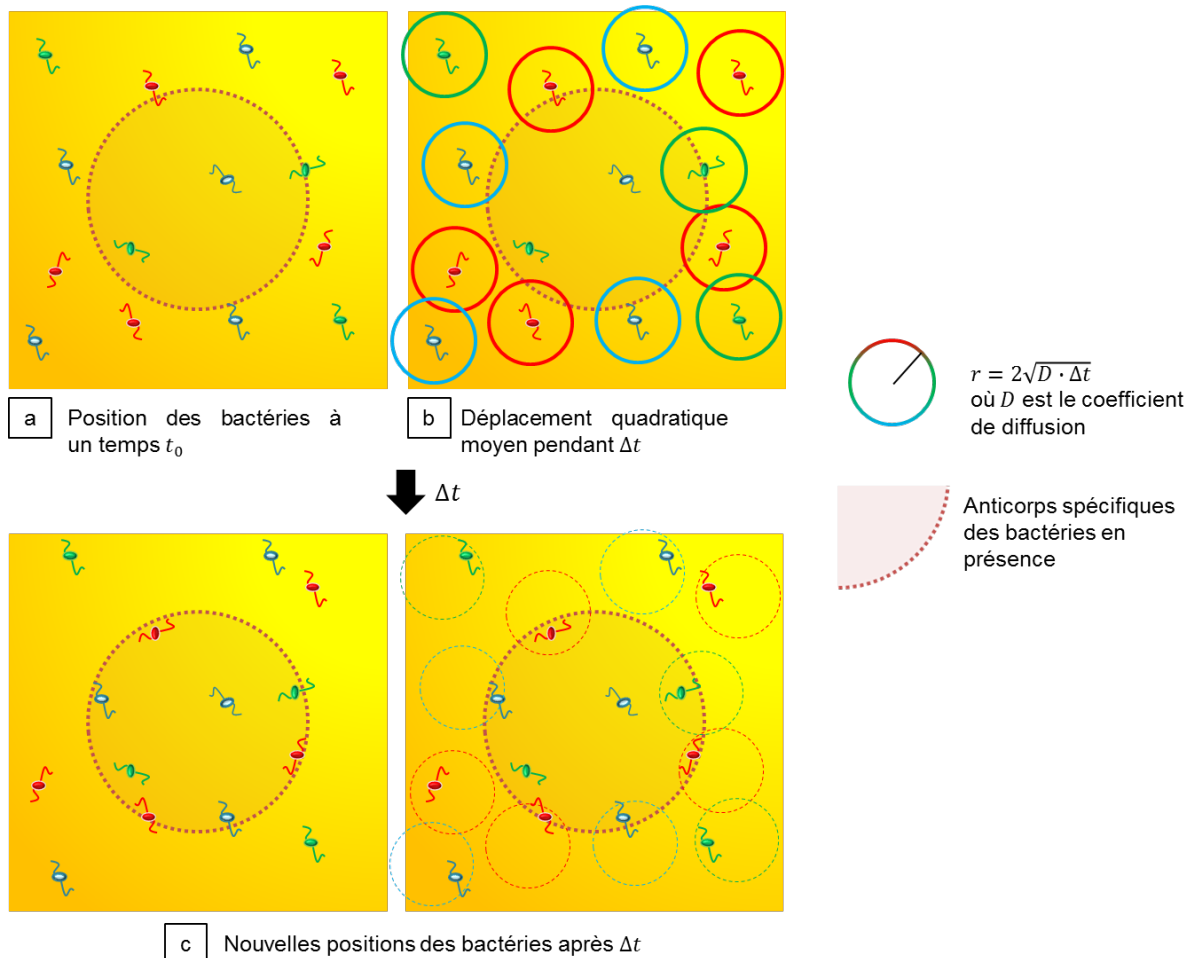 a
Position des bactéries à
un temps t₀
b
Déplacement quadratique
moyen pendant Δt
Δt
r = 2√D · Δt
où D est le coefficient
de diffusion
Anticorps spécifiques
des bactéries en
présence
c
Nouvelles positions des bactéries après Δt